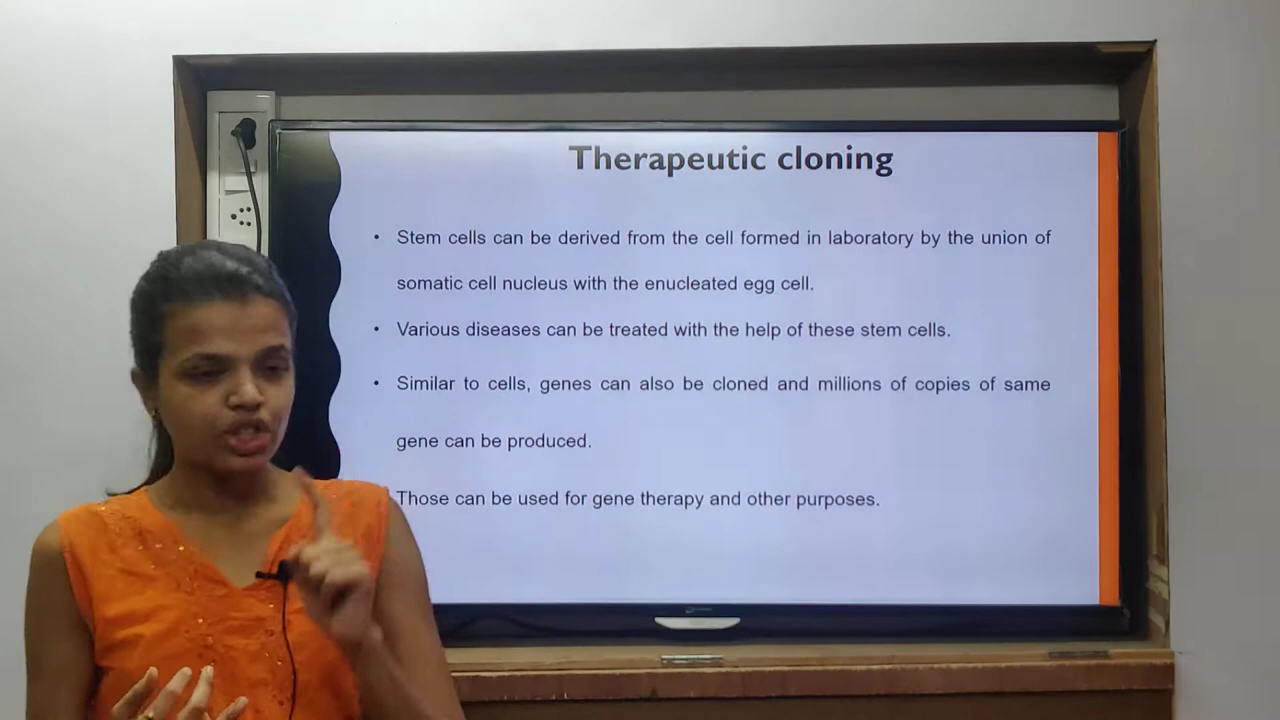 Therapeutic cloning
• Stem cells can be derived from the cell formed in laboratory by the union of
somatic cell nucleus with the enucleated egg cell.
• Various diseases can be treated with the help of these stem cells.
• Similar to cells, genes can also be cloned and millions of copies of same
gene can be produced.
Those can be used for gene therapy and other purposes.